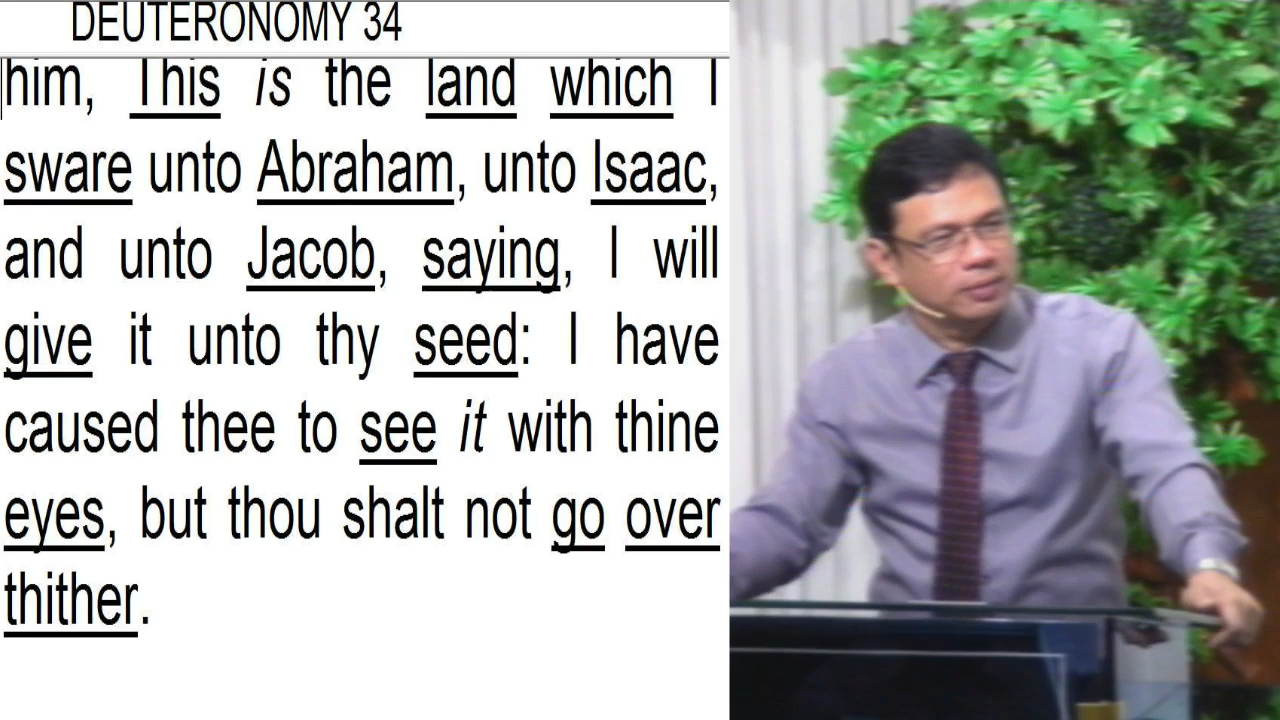 DEUTERONOMY 34
him, This is the land which I
sware unto Abraham, unto Isaac,
and unto Jacob, saying, I will
give it unto thy seed: I have
caused thee to see it with thine
eyes, but thou shalt not go over
thither.